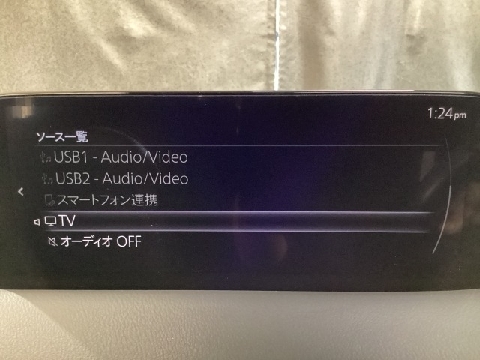 1:24pm
ソース一覧
USB1 - Audio/Video
USB2 - Audio/Video
スマートフォン連携
TV
オーディオ OFF